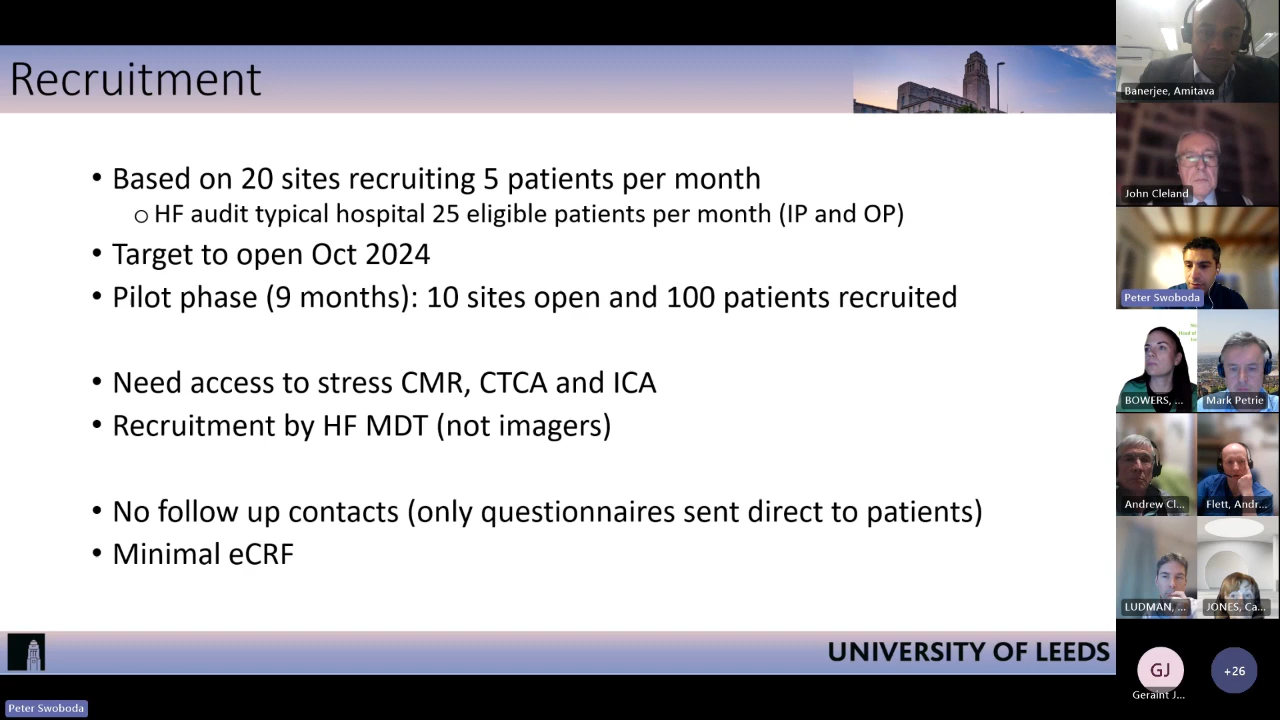 Recruitment
• Based on 20 sites recruiting 5 patients per month
o HF audit typical hospital 25 eligible patients per month (IP and OP)
• Target to open Oct 2024
• Pilot phase (9 months): 10 sites open and 100 patients recruited
• Need access to stress CMR, CTCA and ICA
• Recruitment by HF MDT (not imagers)
• No follow up contacts (only questionnaires sent direct to patients)
• Minimal eCRF
UNIVERSITY OF LEEDS
Peter Swoboda
Banerjee, Amitava
John Cleland
Peter Swoboda
BOWERS, ...
Mark Petrie
Andrew Cl...
Flett, Andr...
LUDMAN, ...
JONES, Ca...
GJ
Geraint J...
+26